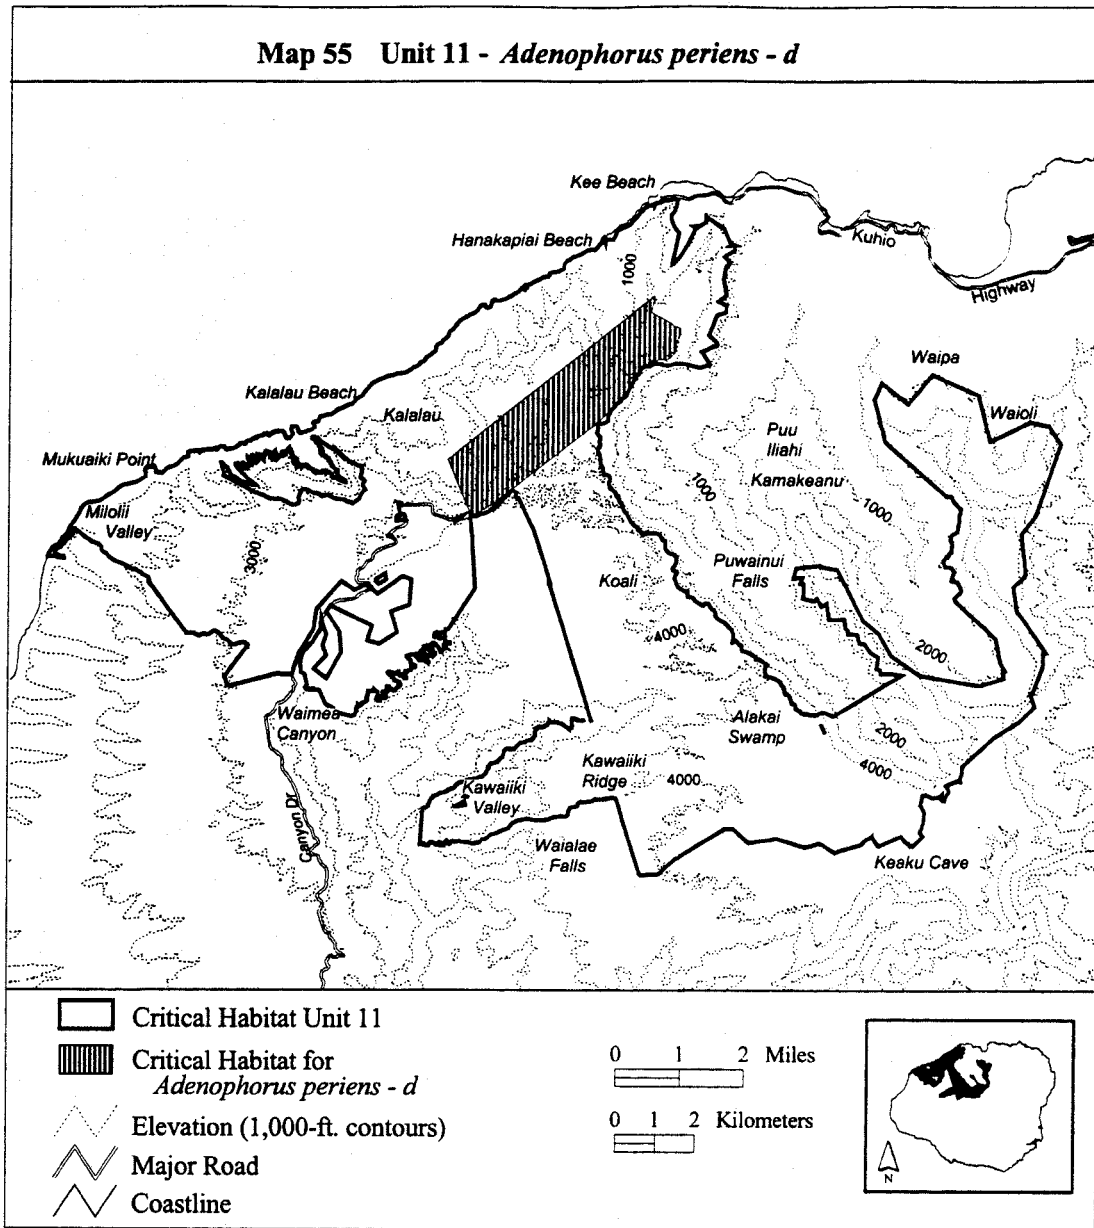 Map 55 Unit 11 - Adenophorus periens - d
Kee Beach
Hanakapiai Beach
Kuhio
Highway
1000
Waipa
Kalalau Beach
Kalalau
Waioli
Puu
Iliahi
Mukuaiki Point
Kamakeanu
1000
1000
Milolii
Valley
3000
Puwainui
Falls
Koali
4000
2000
Waimea
Canyon
Alakai
Swamp
2000
Kawaiiki
Ridge
4000
4000
Kawaiiki
Valley
Canyon Dr
Waialae
Falls
Keaku Cave
Critical Habitat Unit 11
Critical Habitat for
Adenophorus periens - d
Elevation (1,000-ft. contours)
Major Road
Coastline
0 1 2 Miles
0 1 2 Kilometers
N